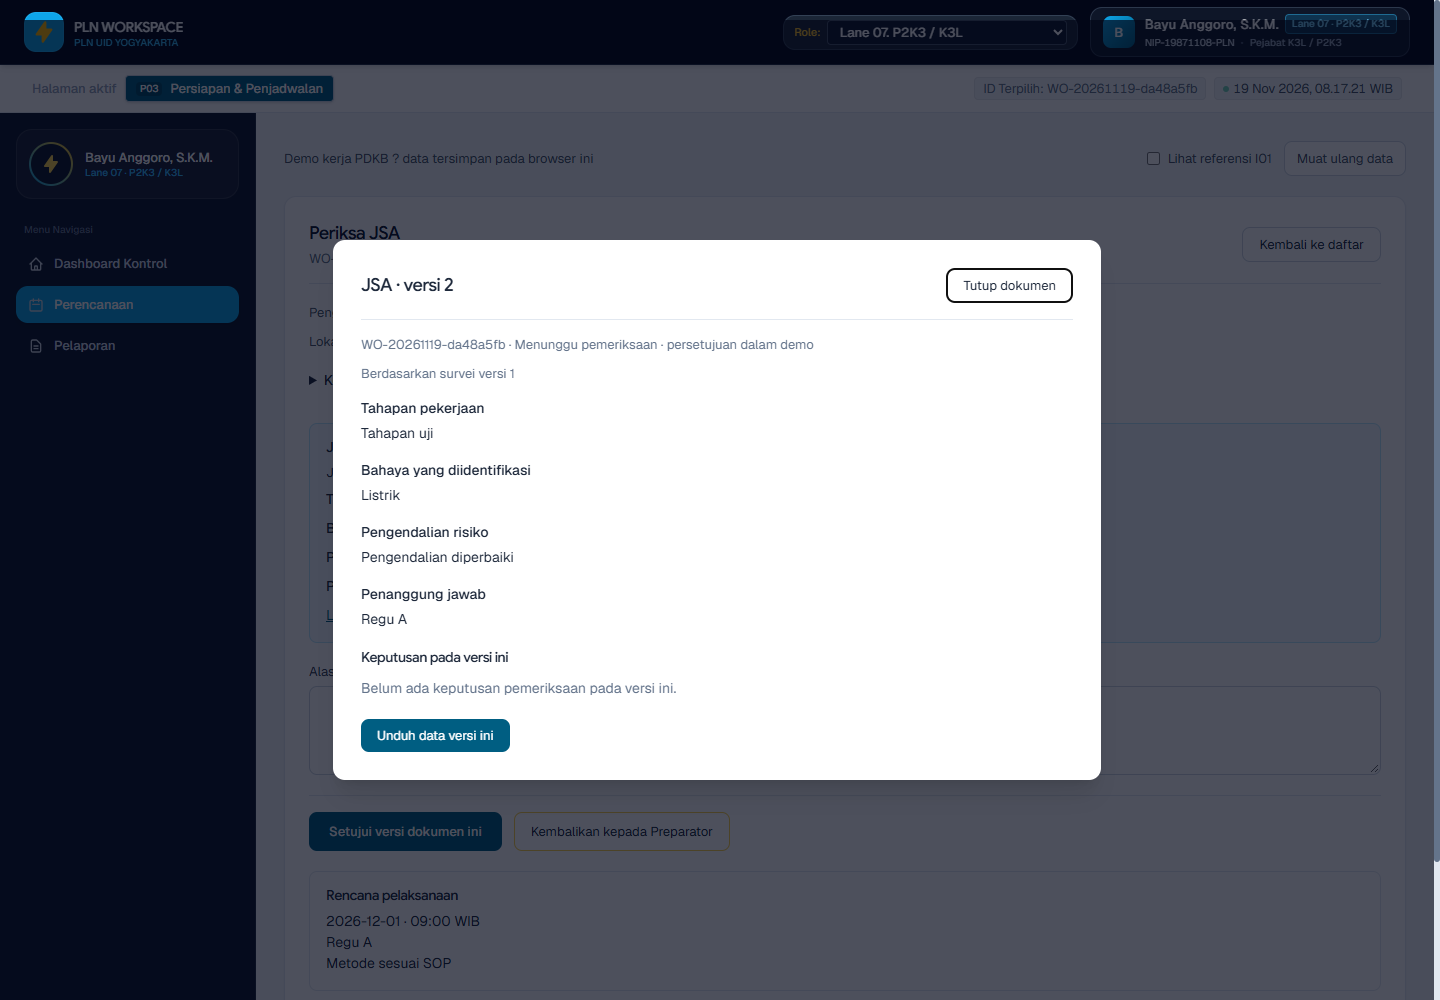 PLN WORKSPACE
PLN UID YOGYAKARTA
Role: Lane 07. P2K3 / K3L
B
Bayu Anggoro, S.K.M. Lane 07 · P2K3 / K3L
NIP-19871108-PLN · Pejabat K3L / P2K3
Halaman aktif P03 Persiapan & Penjadwalan
ID Terpilih: WO-20261119-da48a5fb 19 Nov 2026, 08.17.21 WIB
Bayu Anggoro, S.K.M.
Lane 07 · P2K3 / K3L
Menu Navigasi
Dashboard Kontrol
Perencanaan
Pelaporan
Demo kerja PDKB ? data tersimpan pada browser ini
Lihat referensi I01 Muat ulang data
Periksa JSA
WO-
Kembali ke daftar
JSA · versi 2
Tutup dokumen
WO-20261119-da48a5fb · Menunggu pemeriksaan · persetujuan dalam demo
Berdasarkan survei versi 1
Tahapan pekerjaan
Tahapan uji
Bahaya yang diidentifikasi
Listrik
Pengendalian risiko
Pengendalian diperbaiki
Penanggung jawab
Regu A
Keputusan pada versi ini
Belum ada keputusan pemeriksaan pada versi ini.
Unduh data versi ini
Setujui versi dokumen ini Kembalikan kepada Preparator
Rencana pelaksanaan
2026-12-01 · 09:00 WIB
Regu A
Metode sesuai SOP